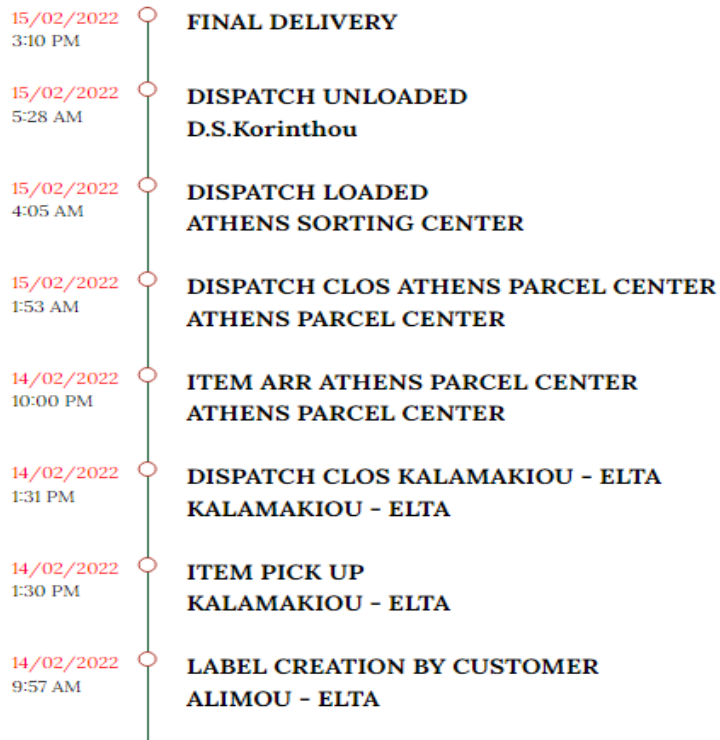 15/02/2022
3:10 PM
FINAL DELIVERY
15/02/2022
5:28 AM
DISPATCH UNLOADED
D.S.Korinthou
15/02/2022
4:05 AM
DISPATCH LOADED
ATHENS SORTING CENTER
15/02/2022
1:53 AM
DISPATCH CLOS ATHENS PARCEL CENTER
ATHENS PARCEL CENTER
14/02/2022
10:00 PM
ITEM ARR ATHENS PARCEL CENTER
ATHENS PARCEL CENTER
14/02/2022
1:31 PM
DISPATCH CLOS KALAMAKIOU - ELTA
KALAMAKIOU - ELTA
14/02/2022
1:30 PM
ITEM PICK UP
KALAMAKIOU - ELTA
14/02/2022
9:57 AM
LABEL CREATION BY CUSTOMER
ALIMOU - ELTA